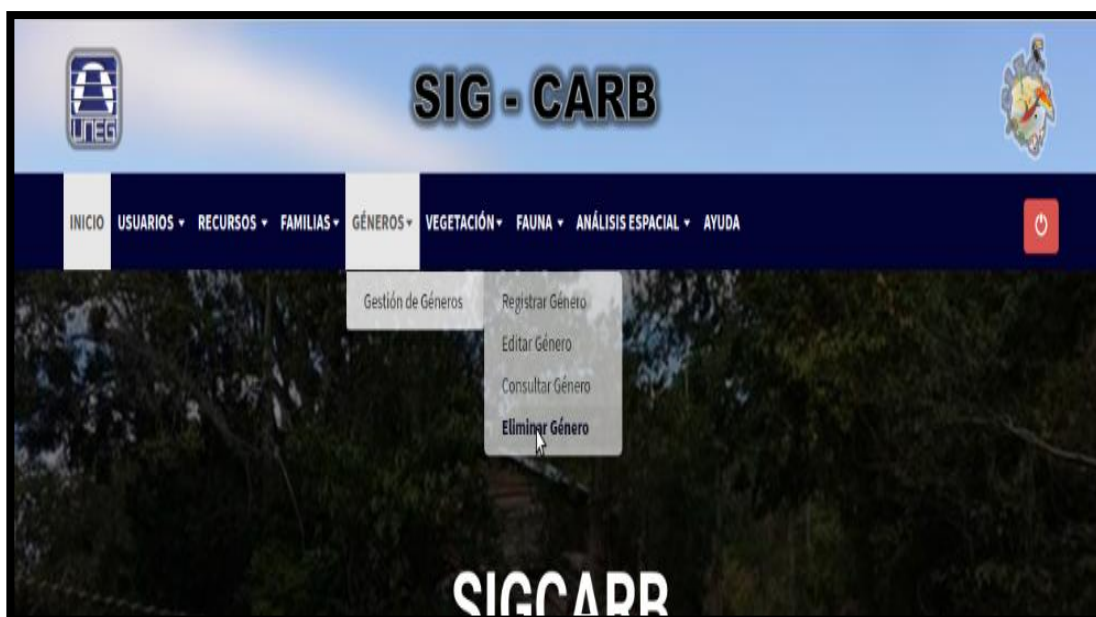 UNEG
SIG - CARB
INICIO USUARIOS RECURSOS FAMILIAS GÉNEROS VEGETACIÓN FAUNA ANÁLISIS ESPACIAL AYUDA
Gestión de Géneros
Registrar Género
Editar Género
Consultar Género
Eliminar Género
SIGCARB